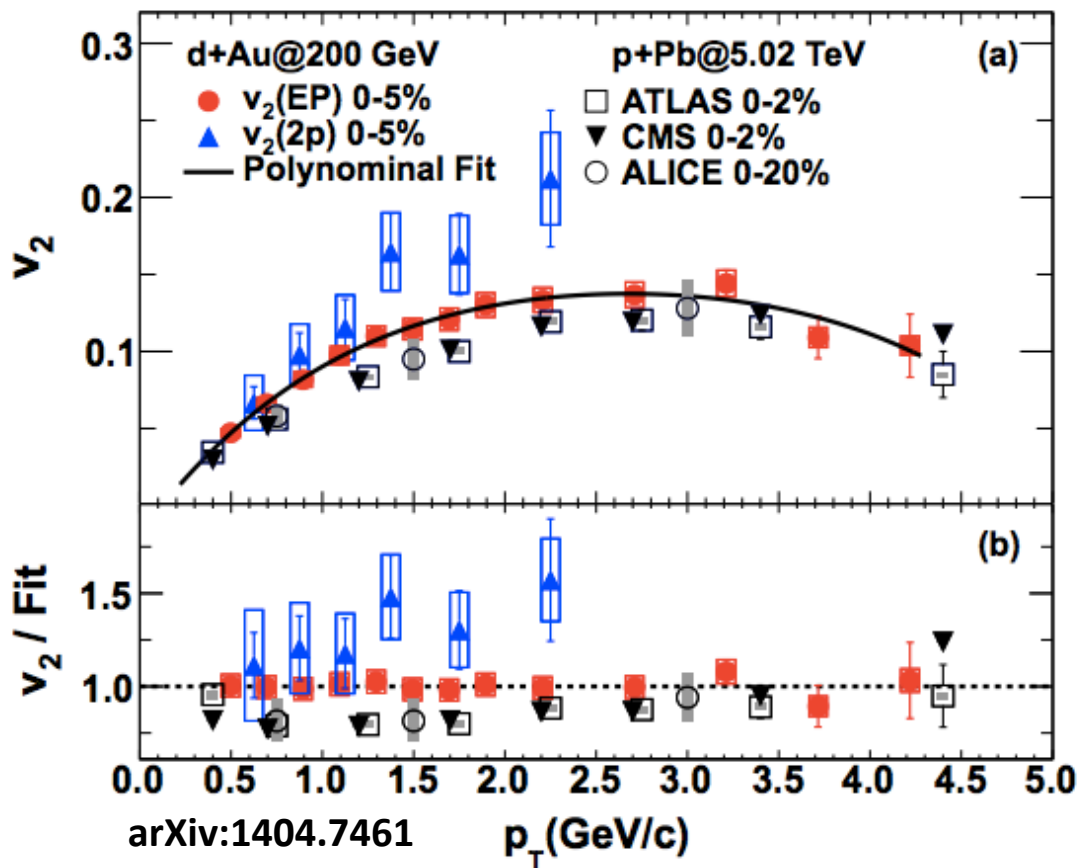 0.3
d+Au@200 GeV
p+Pb@5.02 TeV
(a)
v2(EP) 0-5%
ATLAS 0-2%
v2(2p) 0-5%
CMS 0-2%
Polynominal Fit
ALICE 0-20%
0.2
v2
0.1
(b)
1.5
v2 / Fit
1.0
0.0 0.5 1.0 1.5 2.0 2.5 3.0 3.5 4.0 4.5 5.0
arXiv:1404.7461
pT(GeV/c)